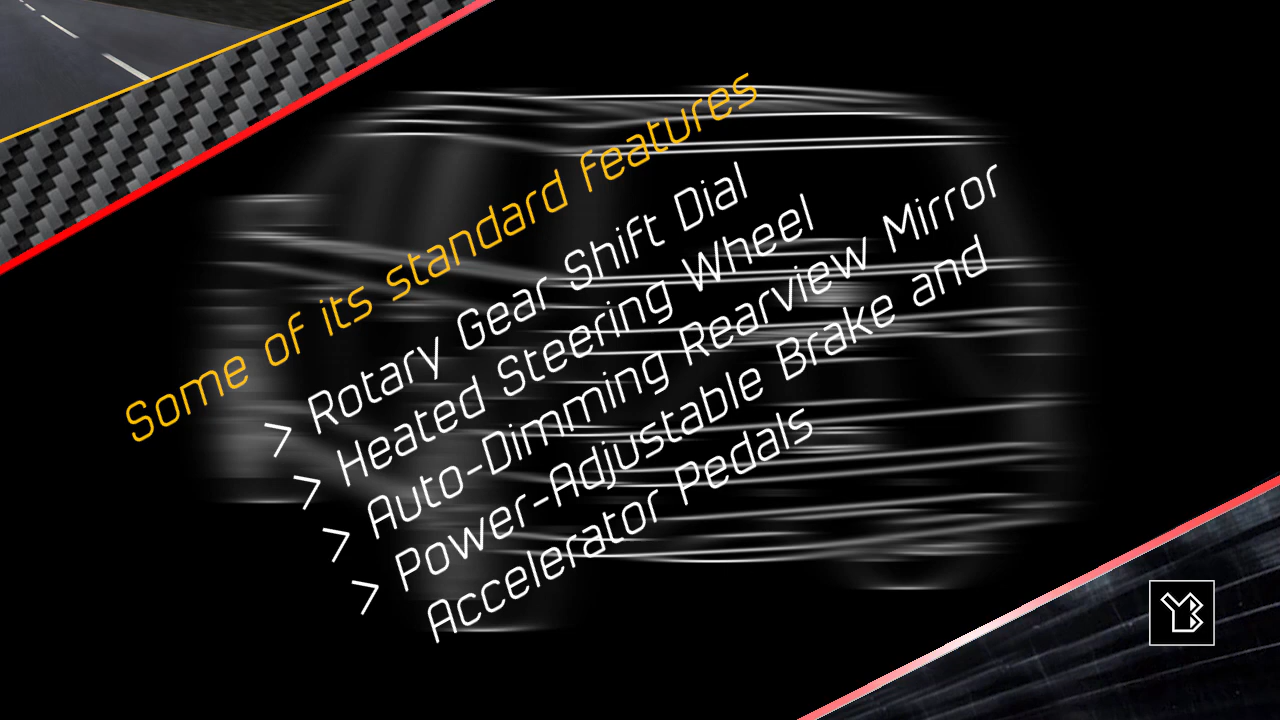 Some of its standard features
> Rotary Gear Shift Dial
> Heated Steering Wheel
> Auto-Dimming Rearview Mirror
> Power-Adjustable Brake and
Accelerator Pedals